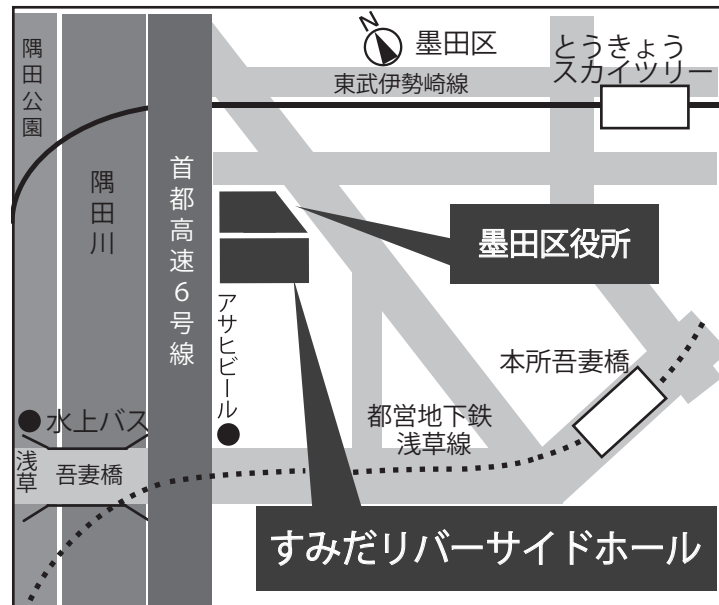 N
墨田区
とうきょう
スカイツリー
東武伊勢崎線
隅田公園
隅田川
首都高速6号線
墨田区役所
アサヒビール
本所吾妻橋
都営地下鉄
浅草線
水上バス
浅草
吾妻橋
すみだリバーサイドホール